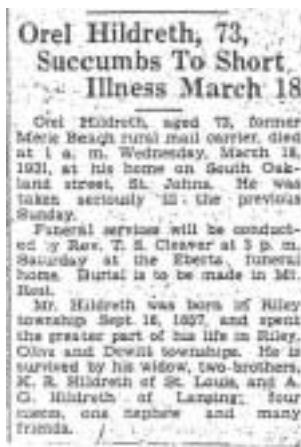 Orel Hildreth, 73,
Succumbs To Short
Illness March 18
Orel Hildreth, aged 73, former
Merle Beach rural mail carrier, died
at 1 a. m. Wednesday, March 18,
1931, at his home on South Oak-
land street, St. Johns. He was
taken seriously ill the previous
Sunday.
Funeral services will be conduct-
ed by Rev. T. S. Cleaver at 3 p. m.
Saturday at the Eberts funeral
home. Burial is to be made in Mt.
Rest.
Mr. Hildreth was born in Riley
township Sept. 16, 1857, and spent
the greater part of his life in Riley,
Olive and Dewitt townships. He is
survived by his widow, two brothers,
K. R. Hildreth of St. Louis, and A.
G. Hildreth of Lansing; four
nieces, one nephew and many
friends.